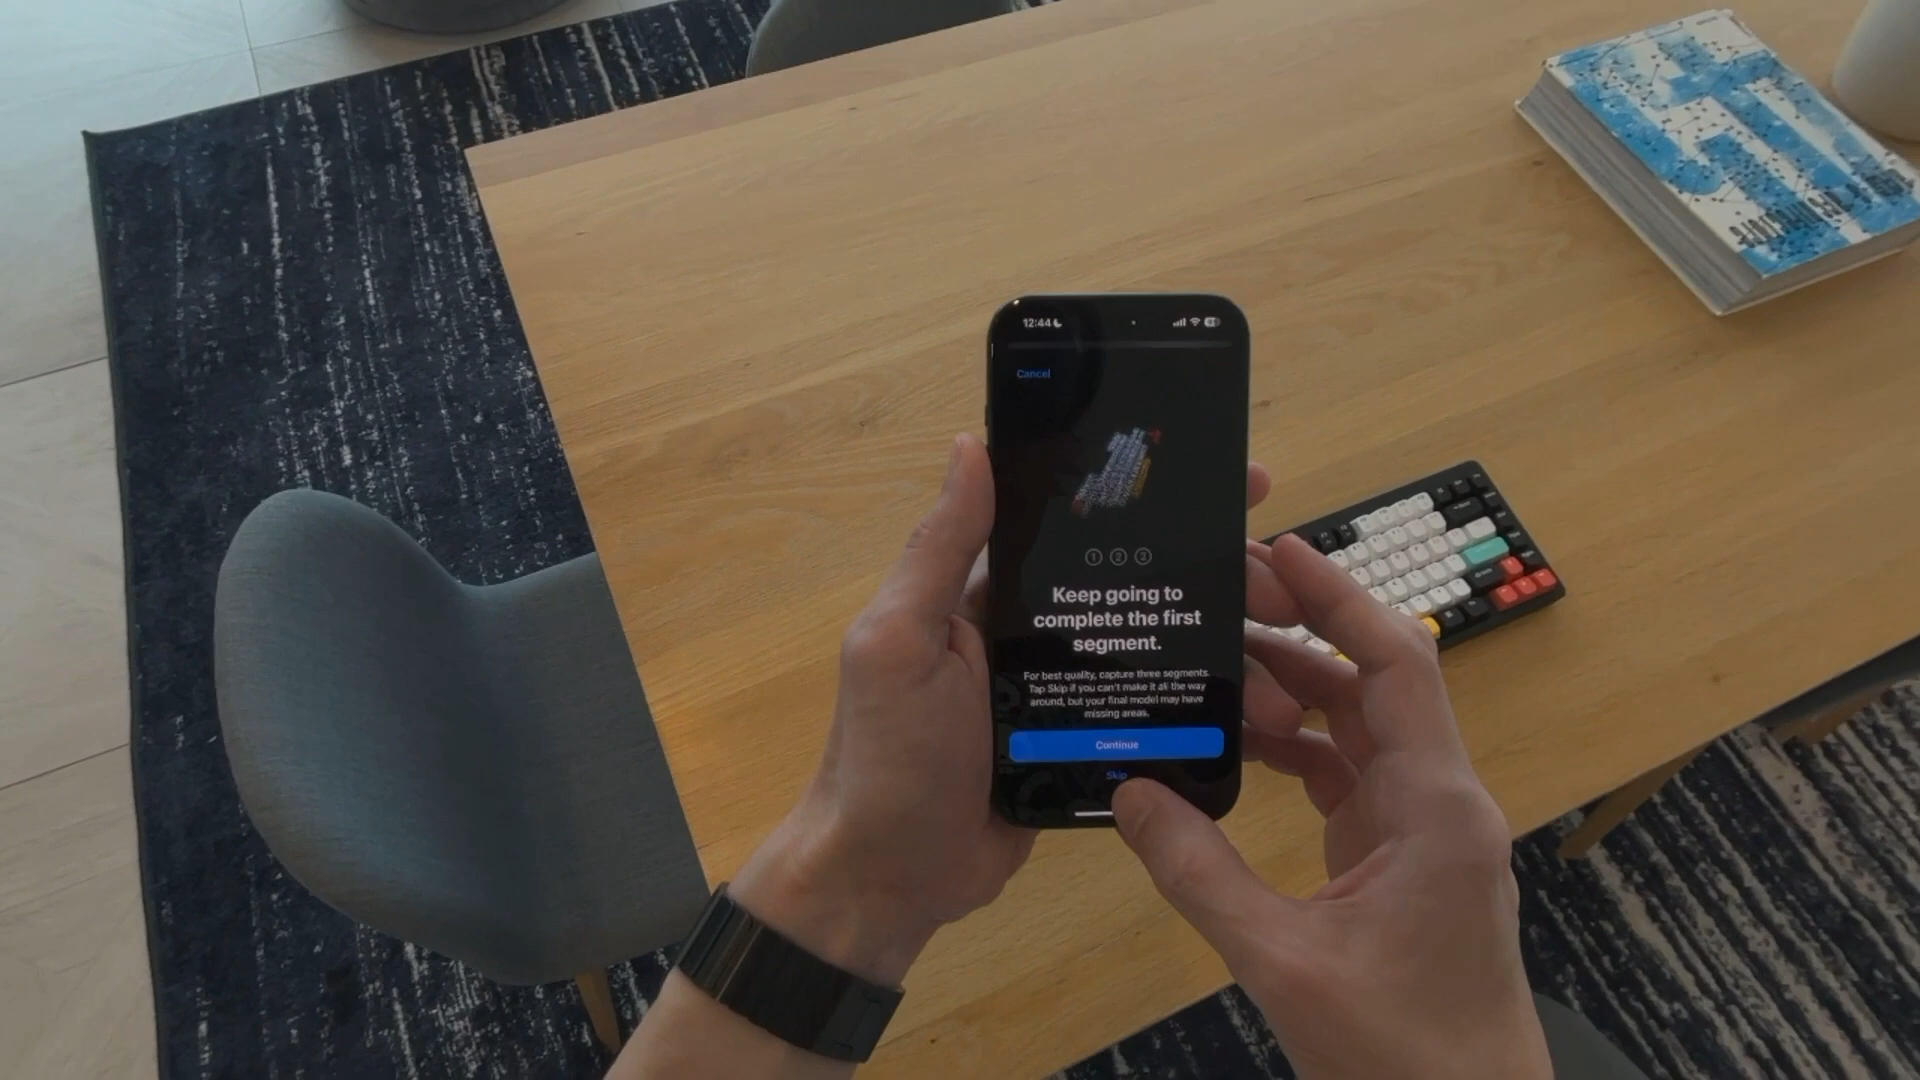 12:44
Cancel
1 2 3
Keep going to
complete the first
segment.
For best quality, capture three segments.
Tap Skip if you can't make it all the way
around, but your final model may have
missing areas.
Continue
Skip